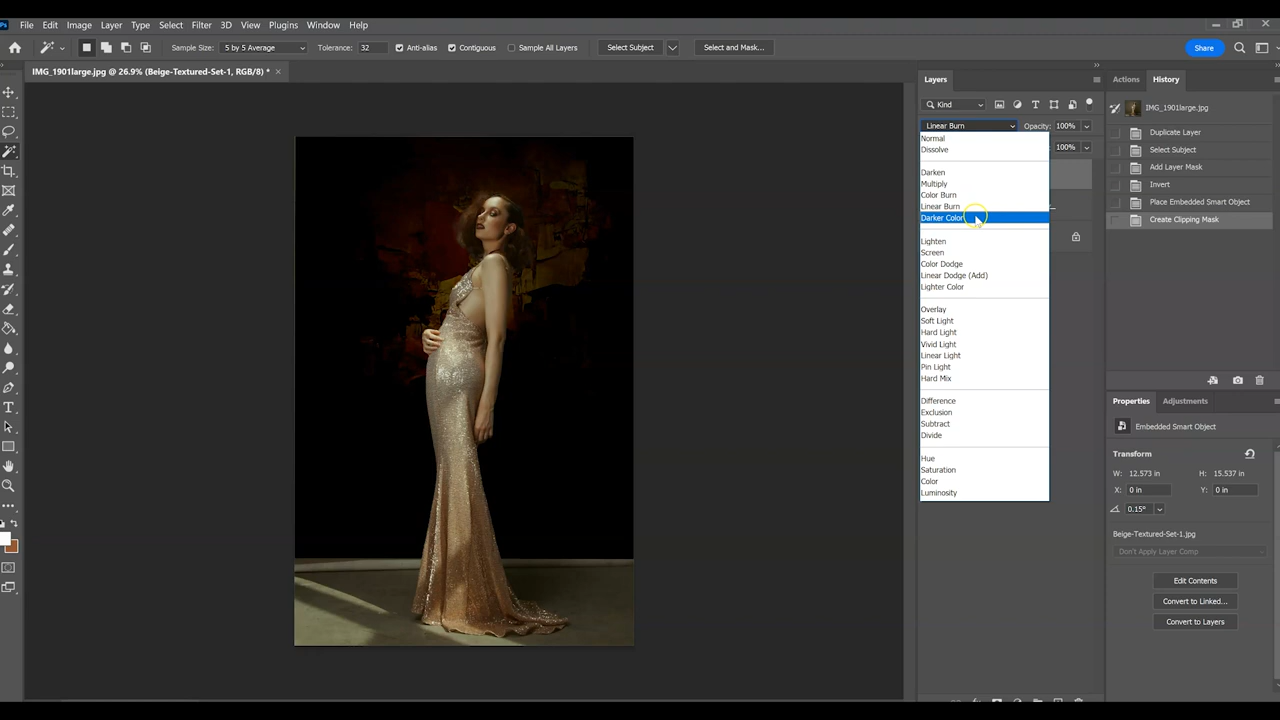 File Edit Image Layer Type Select Filter 3D View Plugins Window Help
Sample Size: 5 by 5 Average Tolerance: 32 Anti-alias Contiguous Sample All Layers Select Subject Select and Mask... Share
IMG_1901large.jpg @ 26.9% (Beige-Textured-Set-1, RGB/8) *
Layers
Kind
Linear Burn Opacity: 100%
100%
Normal
Dissolve
Darken
Multiply
Color Burn
Linear Burn
Darker Color
Lighten
Screen
Color Dodge
Linear Dodge (Add)
Lighter Color
Overlay
Soft Light
Hard Light
Vivid Light
Linear Light
Pin Light
Hard Mix
Difference
Exclusion
Subtract
Divide
Hue
Saturation
Color
Luminosity
Actions History
IMG_1901large.jpg
Duplicate Layer
Select Subject
Add Layer Mask
Invert
Place Embedded Smart Object
Create Clipping Mask
Properties Adjustments
Embedded Smart Object
Transform
W: 12.573 in H: 15.537 in
X: 0 in Y: 0 in
0.15°
Beige-Textured-Set-1.jpg
Don't Apply Layer Comp
Edit Contents
Convert to Linked...
Convert to Layers